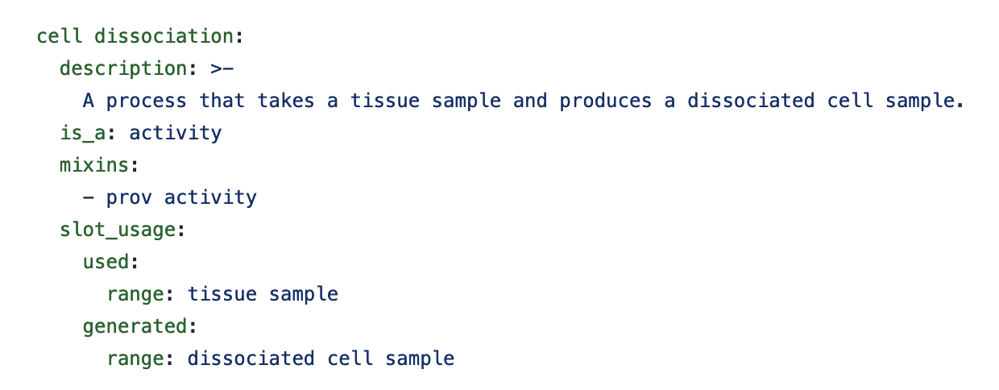 cell dissociation:
  description: >-
    A process that takes a tissue sample and produces a dissociated cell sample.
  is_a: activity
  mixins:
    - prov activity
  slot_usage:
    used:
      range: tissue sample
    generated:
      range: dissociated cell sample